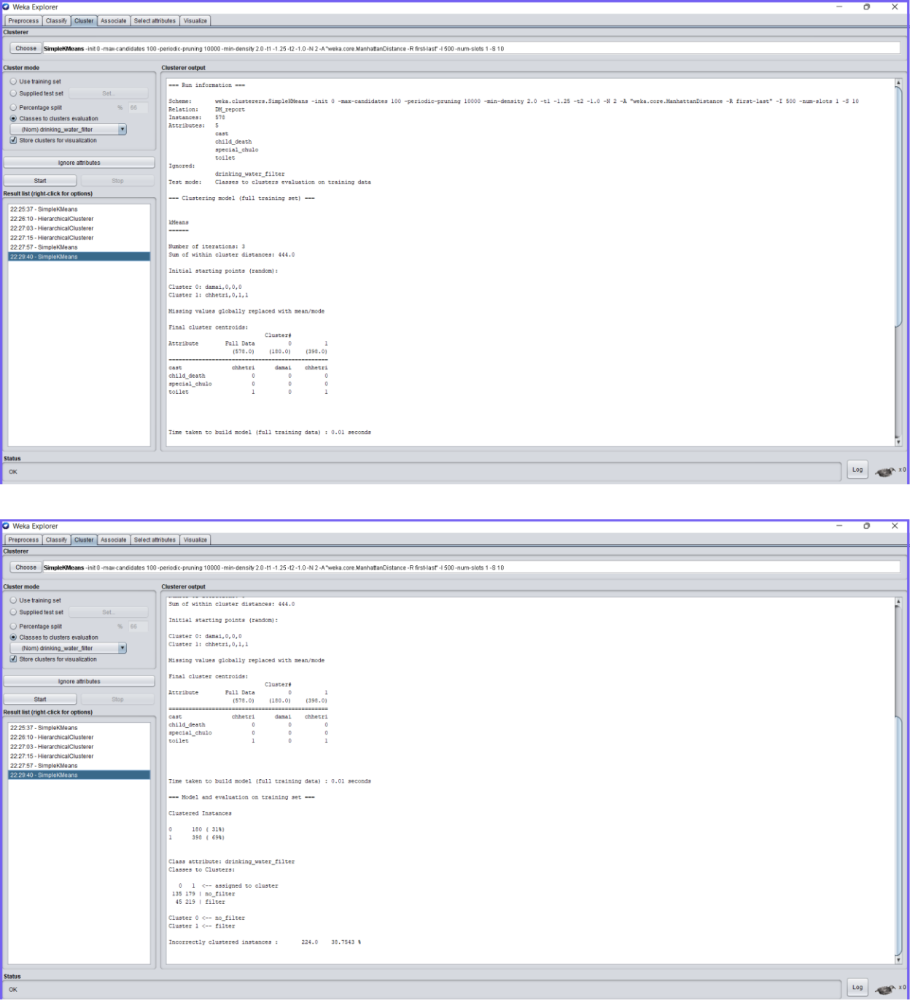 Weka Explorer
Preprocess Classify Cluster Associate Select attributes Visualize
Clusterer
Choose SimpleKMeans -init 0 -max-candidates 100 -periodic-pruning 10000 -min-density 2.0 -t1 -1.25 -t2 -1.0 -N 2 -A "weka.core.ManhattanDistance -R first-last" -I 500 -num-slots 1 -S 10
Cluster mode
Use training set
Supplied test set Set...
Percentage split % 66
Classes to clusters evaluation
(Nom) drinking_water_filter
Store clusters for visualization
Ignore attributes
Start Stop
Result list (right-click for options)
22:25:37 - SimpleKMeans
22:26:10 - HierarchicalClusterer
22:27:03 - HierarchicalClusterer
22:27:15 - HierarchicalClusterer
22:27:57 - SimpleKMeans
22:29:40 - SimpleKMeans
Clusterer output
=== Run information ===
Scheme: weka.clusterers.SimpleKMeans -init 0 -max-candidates 100 -periodic-pruning 10000 -min-density 2.0 -t1 -1.25 -t2 -1.0 -N 2 -A "weka.core.ManhattanDistance -R first-last" -I 500 -num-slots 1 -S 10
Relation: DM_report
Instances: 578
Attributes: 5
cast
child_death
special_chulo
toilet
Ignored:
drinking_water_filter
Test mode: Classes to clusters evaluation on training data
=== Clustering model (full training set) ===
kMeans
======
Number of iterations: 3
Sum of within cluster distances: 444.0
Initial starting points (random):
Cluster 0: damai,0,0,0
Cluster 1: chhetri,0,1,1
Missing values globally replaced with mean/mode
Final cluster centroids:
Cluster#
Attribute Full Data 0 1
(578.0) (180.0) (398.0)
================================================
cast chhetri damai chhetri
child_death 0 0 0
special_chulo 0 0 0
toilet 1 0 1
Time taken to build model (full training data) : 0.01 seconds
Status
OK
Log x 0
Weka Explorer
Preprocess Classify Cluster Associate Select attributes Visualize
Clusterer
Choose SimpleKMeans -init 0 -max-candidates 100 -periodic-pruning 10000 -min-density 2.0 -t1 -1.25 -t2 -1.0 -N 2 -A "weka.core.ManhattanDistance -R first-last" -I 500 -num-slots 1 -S 10
Cluster mode
Use training set
Supplied test set Set...
Percentage split % 66
Classes to clusters evaluation
(Nom) drinking_water_filter
Store clusters for visualization
Ignore attributes
Start Stop
Result list (right-click for options)
22:25:37 - SimpleKMeans
22:26:10 - HierarchicalClusterer
22:27:03 - HierarchicalClusterer
22:27:15 - HierarchicalClusterer
22:27:57 - SimpleKMeans
22:29:40 - SimpleKMeans
Clusterer output
Sum of within cluster distances: 444.0
Initial starting points (random):
Cluster 0: damai,0,0,0
Cluster 1: chhetri,0,1,1
Missing values globally replaced with mean/mode
Final cluster centroids:
Cluster#
Attribute Full Data 0 1
(578.0) (180.0) (398.0)
================================================
cast chhetri damai chhetri
child_death 0 0 0
special_chulo 0 0 0
toilet 1 0 1
Time taken to build model (full training data) : 0.01 seconds
=== Model and evaluation on training set ===
Clustered Instances
0 180 ( 31%)
1 398 ( 69%)
Class attribute: drinking_water_filter
Classes to Clusters:
0 1 <-- assigned to cluster
135 179 | no_filter
45 219 | filter
Cluster 0 <-- no_filter
Cluster 1 <-- filter
Incorrectly clustered instances : 224.0 38.7543 %
Status
OK
Log x 0